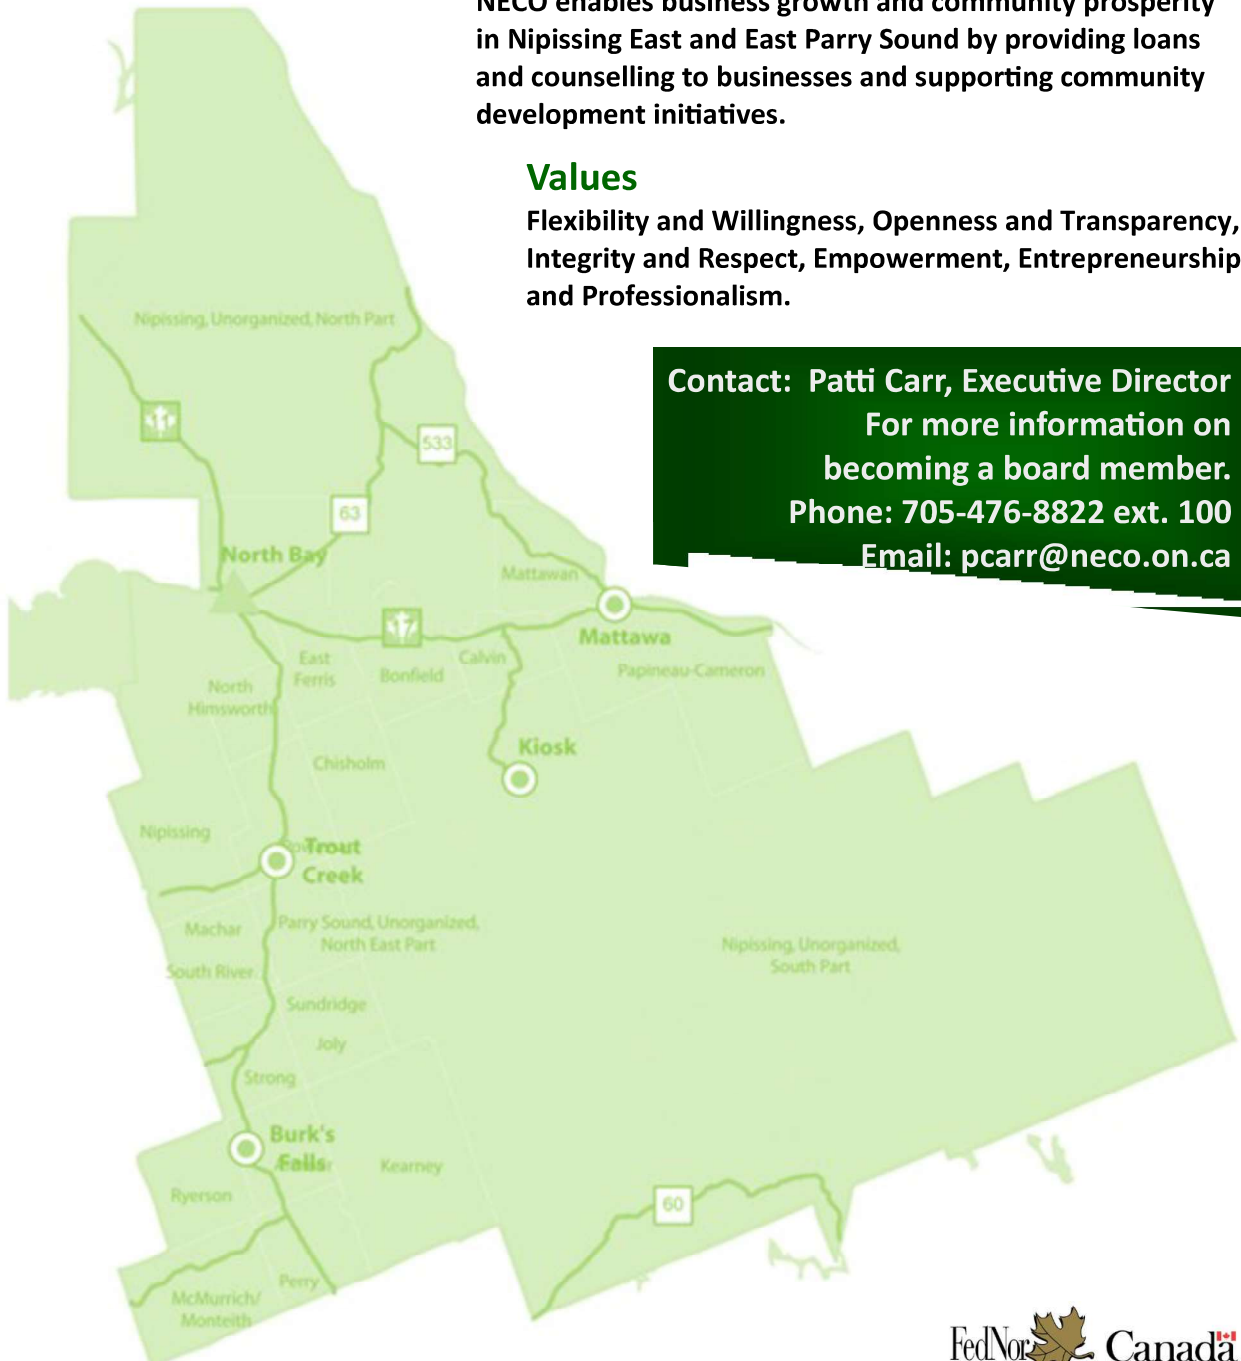 NECO enables business growth and community prosperity
in Nipissing East and East Parry Sound by providing loans
and counselling to businesses and supporting community
development initiatives.
Values
Flexibility and Willingness, Openness and Transparency,
Integrity and Respect, Empowerment, Entrepreneurship
and Professionalism.
Contact: Patti Carr, Executive Director
For more information on
becoming a board member.
Phone: 705-476-8822 ext. 100
Email: pcarr@neco.on.ca
Nipissing, Unorganized, North Part
11
533
63
North Bay
Mattawan
17
Mattawa
East
Ferris
Bonfield
Calvin
Papineau-Cameron
North
Himsworth
Kiosk
Chisholm
Nipissing
Trout
Creek
Machar
Parry Sound, Unorganized,
North East Part
Nipissing, Unorganized,
South Part
South River
Sundridge
Joly
Strong
Burk's
Falls
Kearney
Ryerson
60
Perry
McMurrich/
Monteith
FedNor
Canada